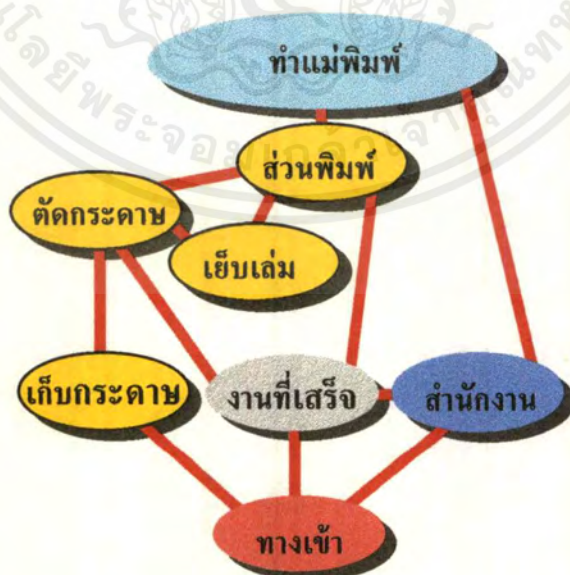 ทำแม่พิมพ์
ส่วนพิมพ์
ตัดกระดาษ
เย็บเล่ม
เก็บกระดาษ
งานที่เสร็จ
สำนักงาน
ทางเข้า